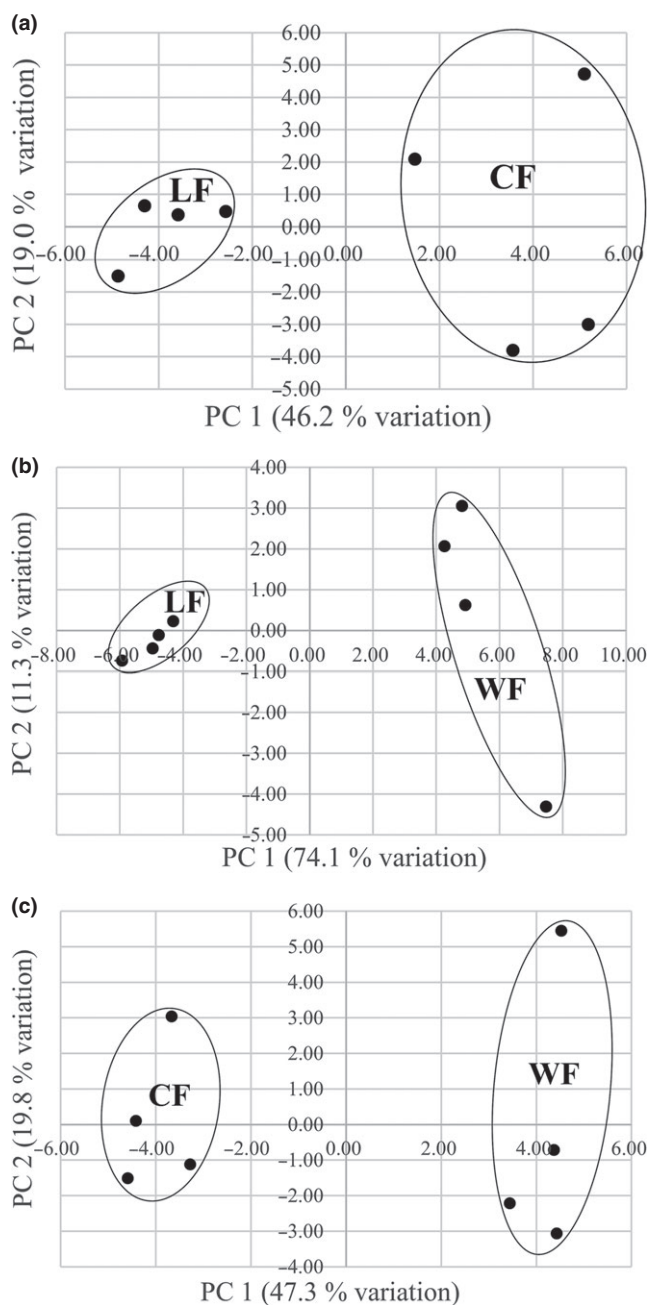 (a)
6.00
5.00
4.00
3.00
2.00
1.00
0.00
-6.00 -4.00 -2.00 0.00 2.00 4.00 6.00
-1.00
-2.00
-3.00
-4.00
-5.00
LF
CF
PC 2 (19.0 % variation)
PC 1 (46.2 % variation)
(b)
4.00
3.00
2.00
1.00
0.00
-8.00 -6.00 -4.00 -2.00 0.00 2.00 4.00 6.00 8.00 10.00
-1.00
-2.00
-3.00
-4.00
-5.00
LF
WF
PC 2 (11.3 % variation)
PC 1 (74.1 % variation)
(c)
6.00
5.00
4.00
3.00
2.00
1.00
0.00
-6.00 -4.00 -2.00 0.00 2.00 4.00 6.00
-1.00
-2.00
-3.00
-4.00
CF
WF
PC 2 (19.8 % variation)
PC 1 (47.3 % variation)